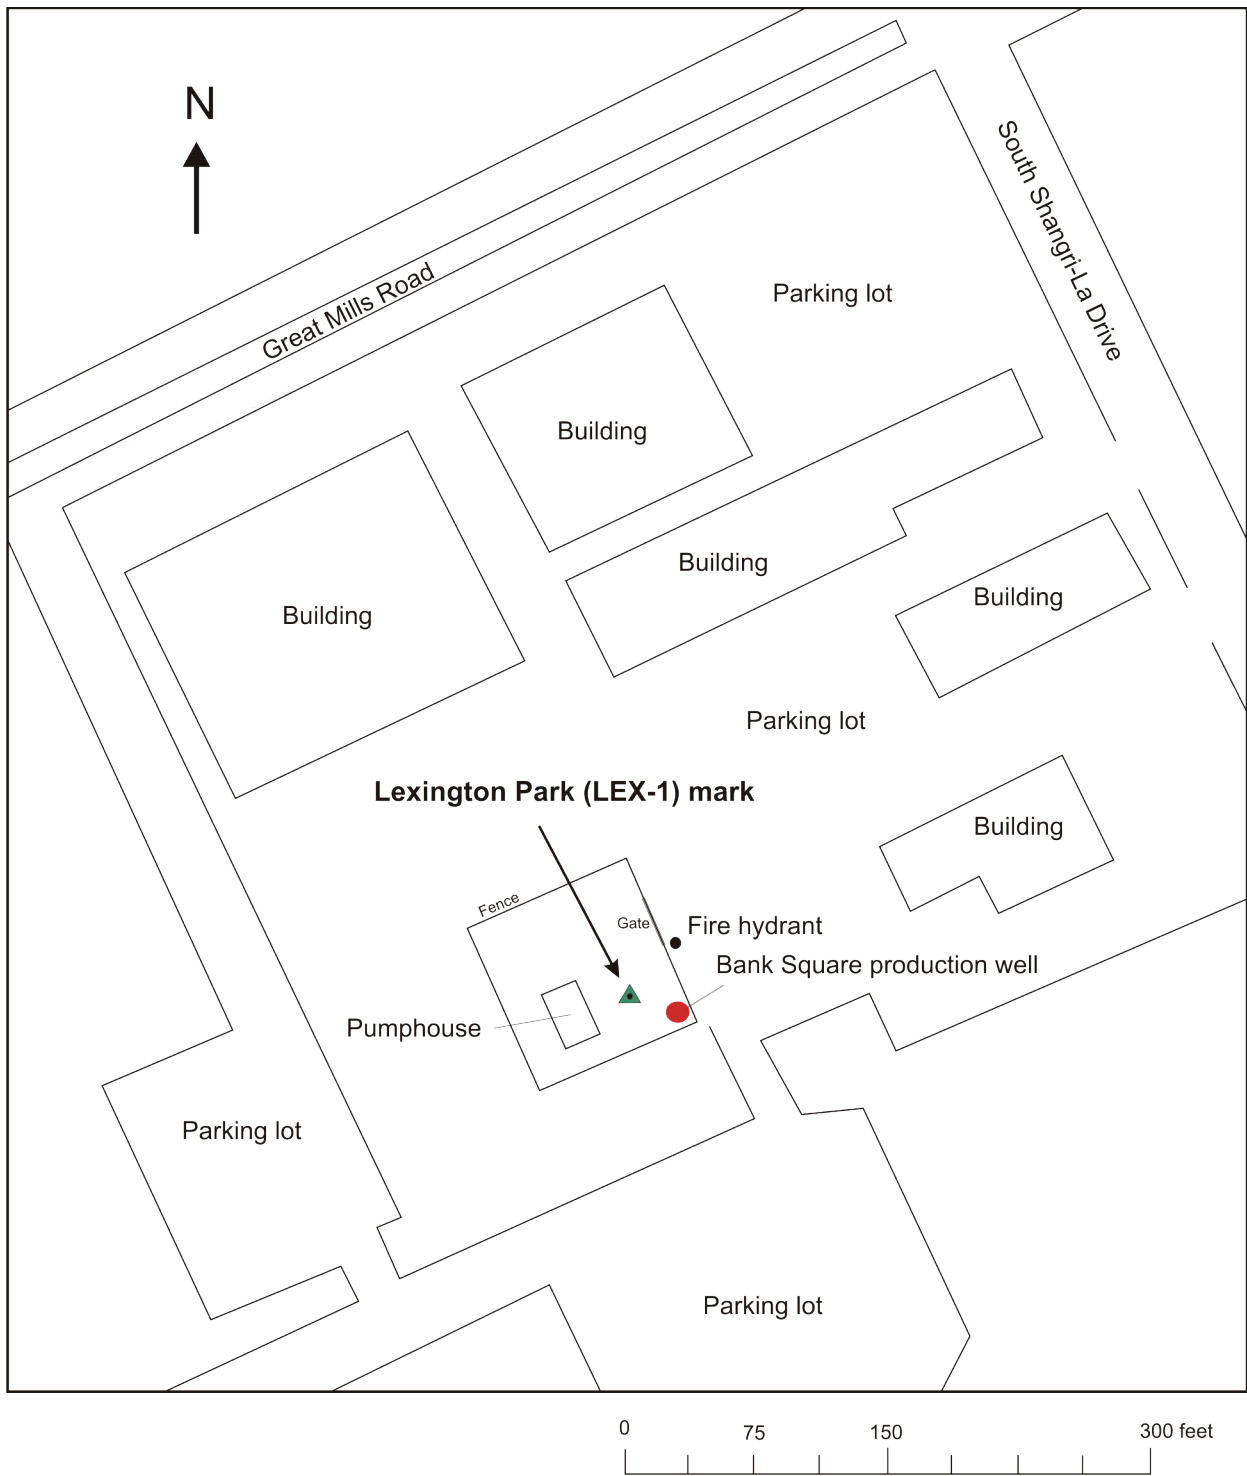 N
Great Mills Road
South Shangri-La Drive
Parking lot
Building
Building
Building
Building
Parking lot
Lexington Park (LEX-1) mark
Building
Fence
Gate
Fire hydrant
Bank Square production well
Pumphouse
Parking lot
Parking lot
0 75 150 300 feet